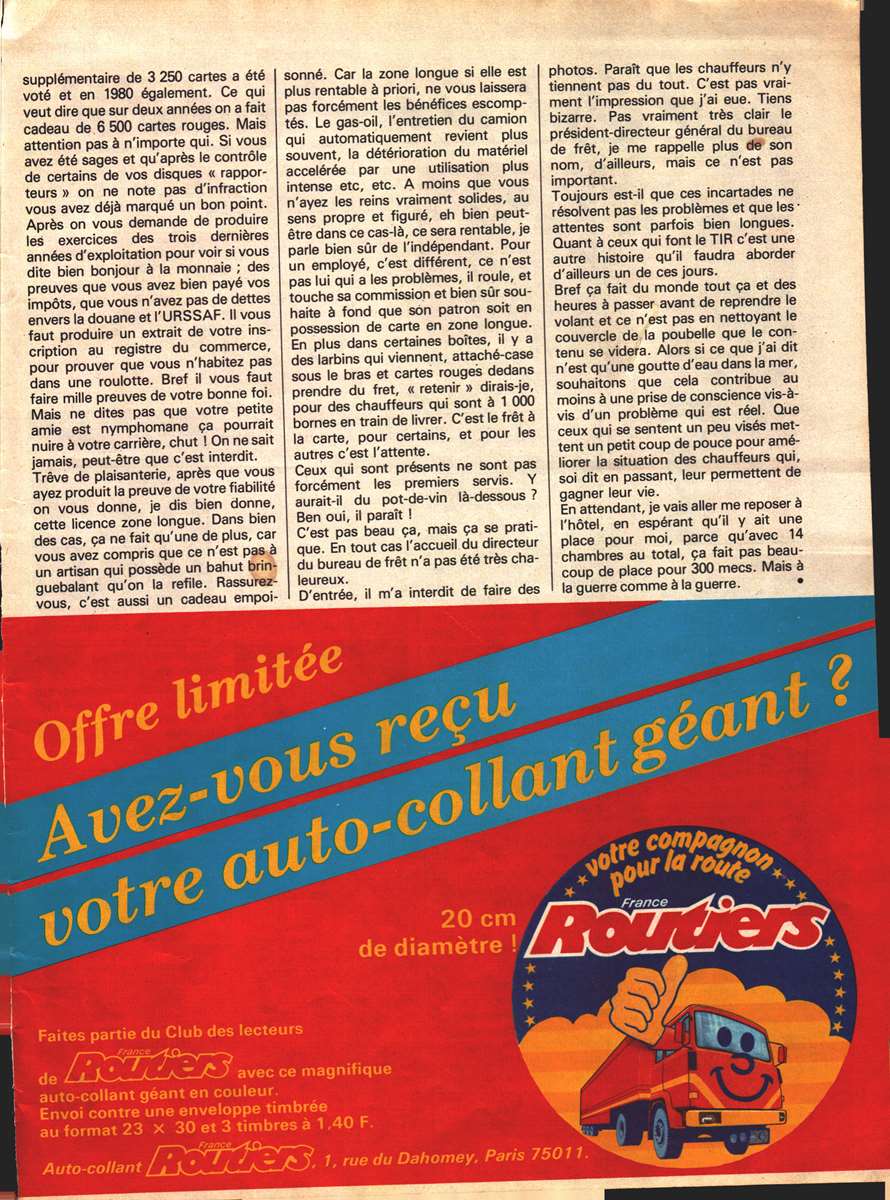 supplémentaire de 3 250 cartes a été
voté et en 1980 également. Ce qui
veut dire que sur deux années on a fait
cadeau de 6 500 cartes rouges. Mais
attention pas à n'importe qui. Si vous
avez été sages et qu'après le contrôle
de certains de vos disques « rappor-
teurs » on ne note pas d'infraction
vous avez déjà marqué un bon point.
Après on vous demande de produire
les exercices des trois dernières
années d'exploitation pour voir si vous
dite bien bonjour à la monnaie ; des
preuves que vous avez bien payé vos
impôts, que vous n'avez pas de dettes
envers la douane et l'URSSAF. Il vous
faut produire un extrait de votre ins-
cription au registre du commerce,
pour prouver que vous n'habitez pas
dans une roulotte. Bref il vous faut
faire mille preuves de votre bonne foi.
Mais ne dites pas que votre petite
amie est nymphomane ça pourrait
nuire à votre carrière, chut ! On ne sait
jamais, peut-être que c'est interdit.
Trêve de plaisanterie, après que vous
ayez produit la preuve de votre fiabilité
on vous donne, je dis bien donne,
cette licence zone longue. Dans bien
des cas, ça ne fait qu'une de plus, car
vous avez compris que ce n'est pas à
un artisan qui possède un bahut brin-
guebalant qu'on la refile. Rassurez-
vous, c'est aussi un cadeau empoi-
sonné. Car la zone longue si elle est
plus rentable à priori, ne vous laissera
pas forcément les bénéfices escomp-
tés. Le gas-oil, l'entretien du camion
qui automatiquement revient plus
souvent, la détérioration du matériel
accelérée par une utilisation plus
intense etc, etc. A moins que vous
n'ayez les reins vraiment solides, au
sens propre et figuré, eh bien peut-
être dans ce cas-là, ce sera rentable, je
parle bien sûr de l'indépendant. Pour
un employé, c'est différent, ce n'est
pas lui qui a les problèmes, il roule, et
touche sa commission et bien sûr sou-
haite à fond que son patron soit en
possession de carte en zone longue.
En plus dans certaines boîtes, il y a
des larbins qui viennent, attaché-case
sous le bras et cartes rouges dedans
prendre du fret, « retenir » dirais-je,
pour des chauffeurs qui sont à 1 000
bornes en train de livrer. C'est le frêt à
la carte, pour certains, et pour les
autres c'est l'attente.
Ceux qui sont présents ne sont pas
forcément les premiers servis. Y
aurait-il du pot-de-vin là-dessous ?
Ben oui, il paraît !
C'est pas beau ça, mais ça se prati-
que. En tout cas l'accueil du directeur
du bureau de frêt n'a pas été très cha-
leureux.
D'entrée, il m'a interdit de faire des
photos. Paraît que les chauffeurs n'y
tiennent pas du tout. C'est pas vrai-
ment l'impression que j'ai eue. Tiens
bizarre. Pas vraiment très clair le
président-directeur général du bureau
de frêt, je me rappelle plus de son
nom, d'ailleurs, mais ce n'est pas
important.
Toujours est-il que ces incartades ne
résolvent pas les problèmes et que les
attentes sont parfois bien longues.
Quant à ceux qui font le TIR c'est une
autre histoire qu'il faudra aborder
d'ailleurs un de ces jours.
Bref ça fait du monde tout ça et des
heures à passer avant de reprendre le
volant et ce n'est pas en nettoyant le
couvercle de la poubelle que le con-
tenu se videra. Alors si ce que j'ai dit
n'est qu'une goutte d'eau dans la mer,
souhaitons que cela contribue au
moins à une prise de conscience vis-à-
vis d'un problème qui est réel. Que
ceux qui se sentent un peu visés met-
tent un petit coup de pouce pour amé-
liorer la situation des chauffeurs qui,
soi dit en passant, leur permettent de
gagner leur vie.
En attendant, je vais aller me reposer à
l'hôtel, en espérant qu'il y ait une
place pour moi, parce qu'avec 14
chambres au total, ça fait pas beau-
coup de place pour 300 mecs. Mais à
la guerre comme à la guerre. •
Offre limitée
Avez-vous reçu
votre auto-collant géant ?
20 cm
de diamètre !
votre compagnon
pour la route
France
Routiers
Faites partie du Club des lecteurs
de France Routiers avec ce magnifique
auto-collant géant en couleur.
Envoi contre une enveloppe timbrée
au format 23 × 30 et 3 timbres à 1,40 F.
Auto-collant France Routiers, 1, rue du Dahomey, Paris 75011.